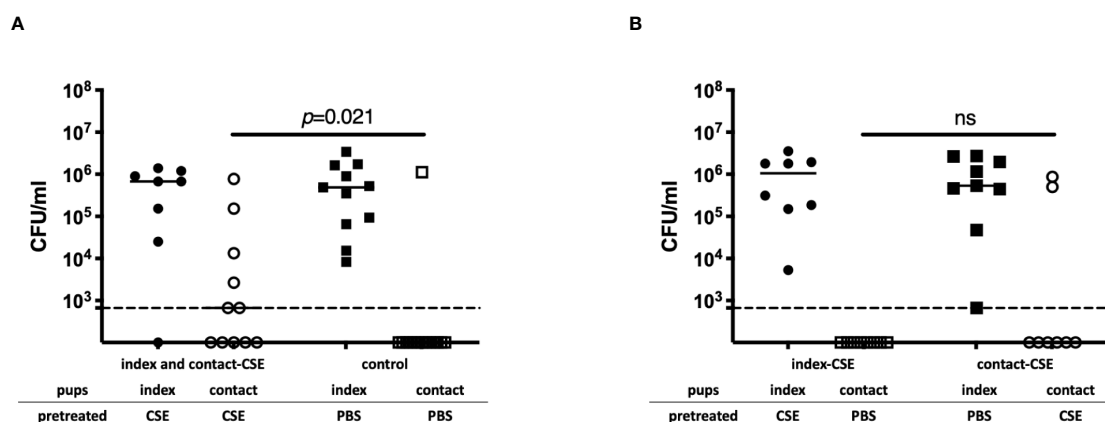 A
CFU/ml
10^8
10^7
10^6
10^5
10^4
10^3
p=0.021
index and contact-CSE control
pups index contact index contact
pretreated CSE CSE PBS PBS
B
CFU/ml
10^8
10^7
10^6
10^5
10^4
10^3
ns
index-CSE contact-CSE
pups index contact index contact
pretreated CSE PBS PBS CSE